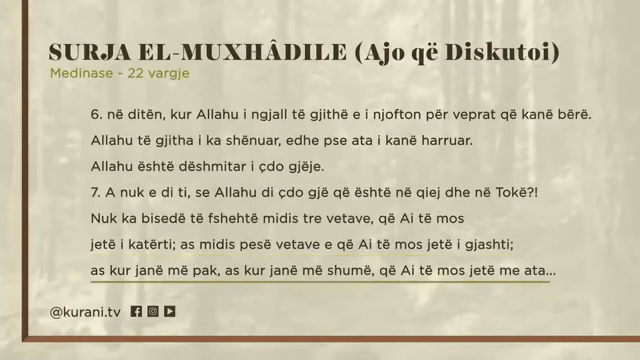 SURJA EL-MUXHÂDILE (Ajo që Diskutoi)
Medinase - 22 vargje
6. në ditën, kur Allahu i ngjall të gjithë e i njofton për veprat që kanë bërë.
Allahu të gjitha i ka shënuar, edhe pse ata i kanë harruar.
Allahu është dëshmitar i çdo gjëje.
7. A nuk e di ti, se Allahu di çdo gjë që është në qiej dhe në Tokë?!
Nuk ka bisedë të fshehtë midis tre vetave, që Ai të mos
jetë i katërti; as midis pesë vetave e që Ai të mos jetë i gjashti;
as kur janë më pak, as kur janë më shumë, që Ai të mos jetë me ata...
@kurani.tv